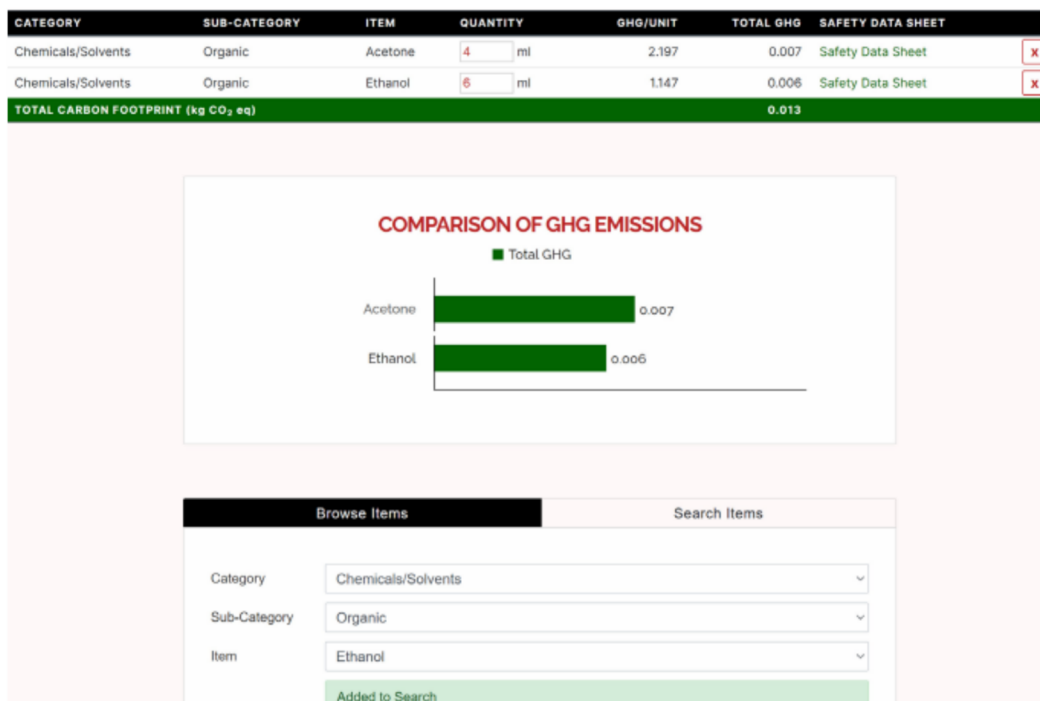 CATEGORY SUB-CATEGORY ITEM QUANTITY GHG/UNIT TOTAL GHG SAFETY DATA SHEET
Chemicals/Solvents Organic Acetone 4 ml 2.197 0.007 Safety Data Sheet x
Chemicals/Solvents Organic Ethanol 6 ml 1.147 0.006 Safety Data Sheet x
TOTAL CARBON FOOTPRINT (kg CO₂ eq) 0.013
COMPARISON OF GHG EMISSIONS
Total GHG
Acetone 0.007
Ethanol 0.006
Browse Items Search Items
Category Chemicals/Solvents
Sub-Category Organic
Item Ethanol
Added to Search